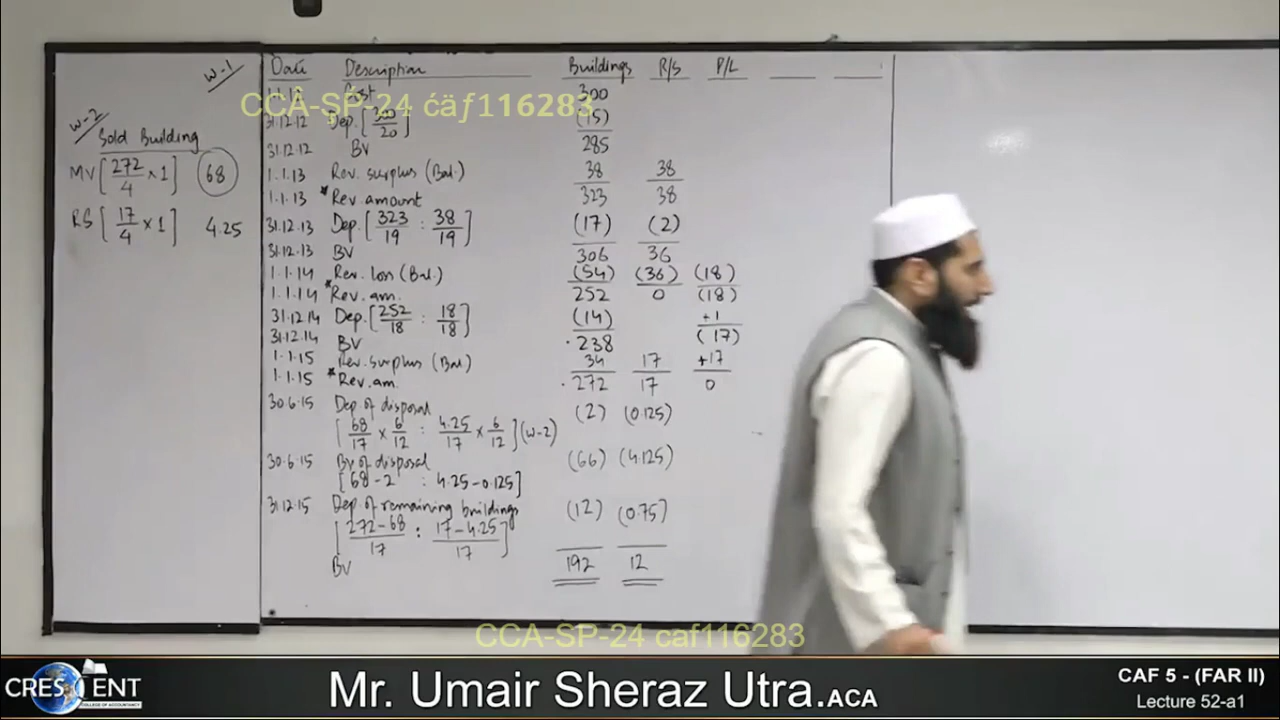 W-1
W-2
Sold Building
MV [272/4 × 1] 68
RS [17/4 × 1] 4.25
Date Description Buildings R/S P/L
1.1.12 Cost 300
CCA-SP-24 ćäƒ116283
31.12.12 Dep. [300/20] (15)
31.12.12 BV 285
1.1.13 Rev. surplus (Bal.) 38 38
1.1.13 * Rev. amount 323 38
31.12.13 Dep. [323/19 : 38/19] (17) (2)
31.12.13 BV 306 36
1.1.14 Rev. loss (Bal.) (54) (36) (18)
1.1.14 * Rev. am. 252 0 (18)
31.12.14 Dep. [252/18 : 18/18] (14) +1
31.12.14 BV 238 (17)
1.1.15 Rev. surplus (Bal) 34 17 +17
1.1.15 * Rev. am. 272 17 0
30.6.15 Dep of disposal (2) (0.125)
[68/17 × 6/12 : 4.25/17 × 6/12] (W-2)
30.6.15 BV of disposal (66) (4.125)
[68-2 : 4.25-0.125]
31.12.15 Dep. of remaining buildings (12) (0.75)
[272-68/17 : 17-4.25/17]
BV 192 12
CCA-SP-24 caf116283
CRESCENT
COLLEGE OF ACCOUNTANCY
Mr. Umair Sheraz Utra.ACA
CAF 5 - (FAR II)
Lecture 52-a1